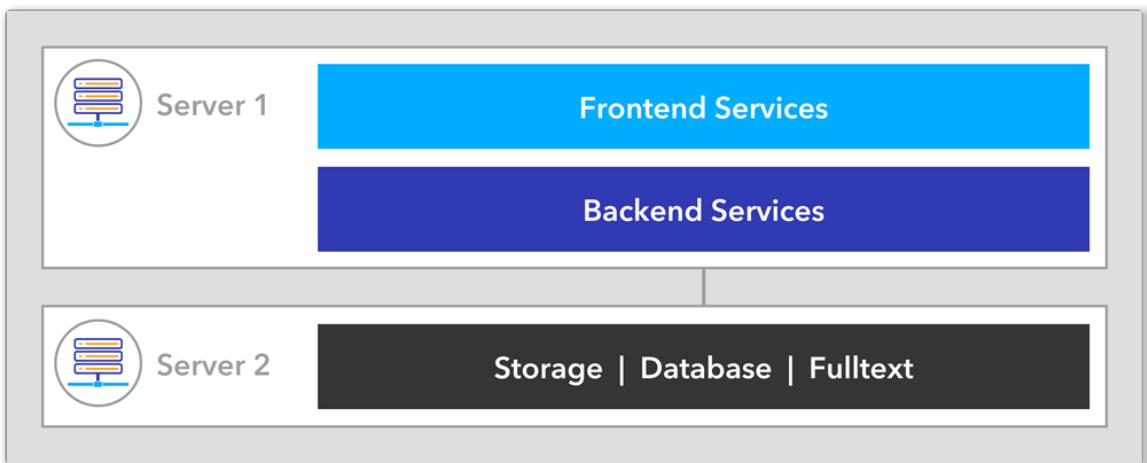 Server 1
Frontend Services
Backend Services
Server 2
Storage | Database | Fulltext